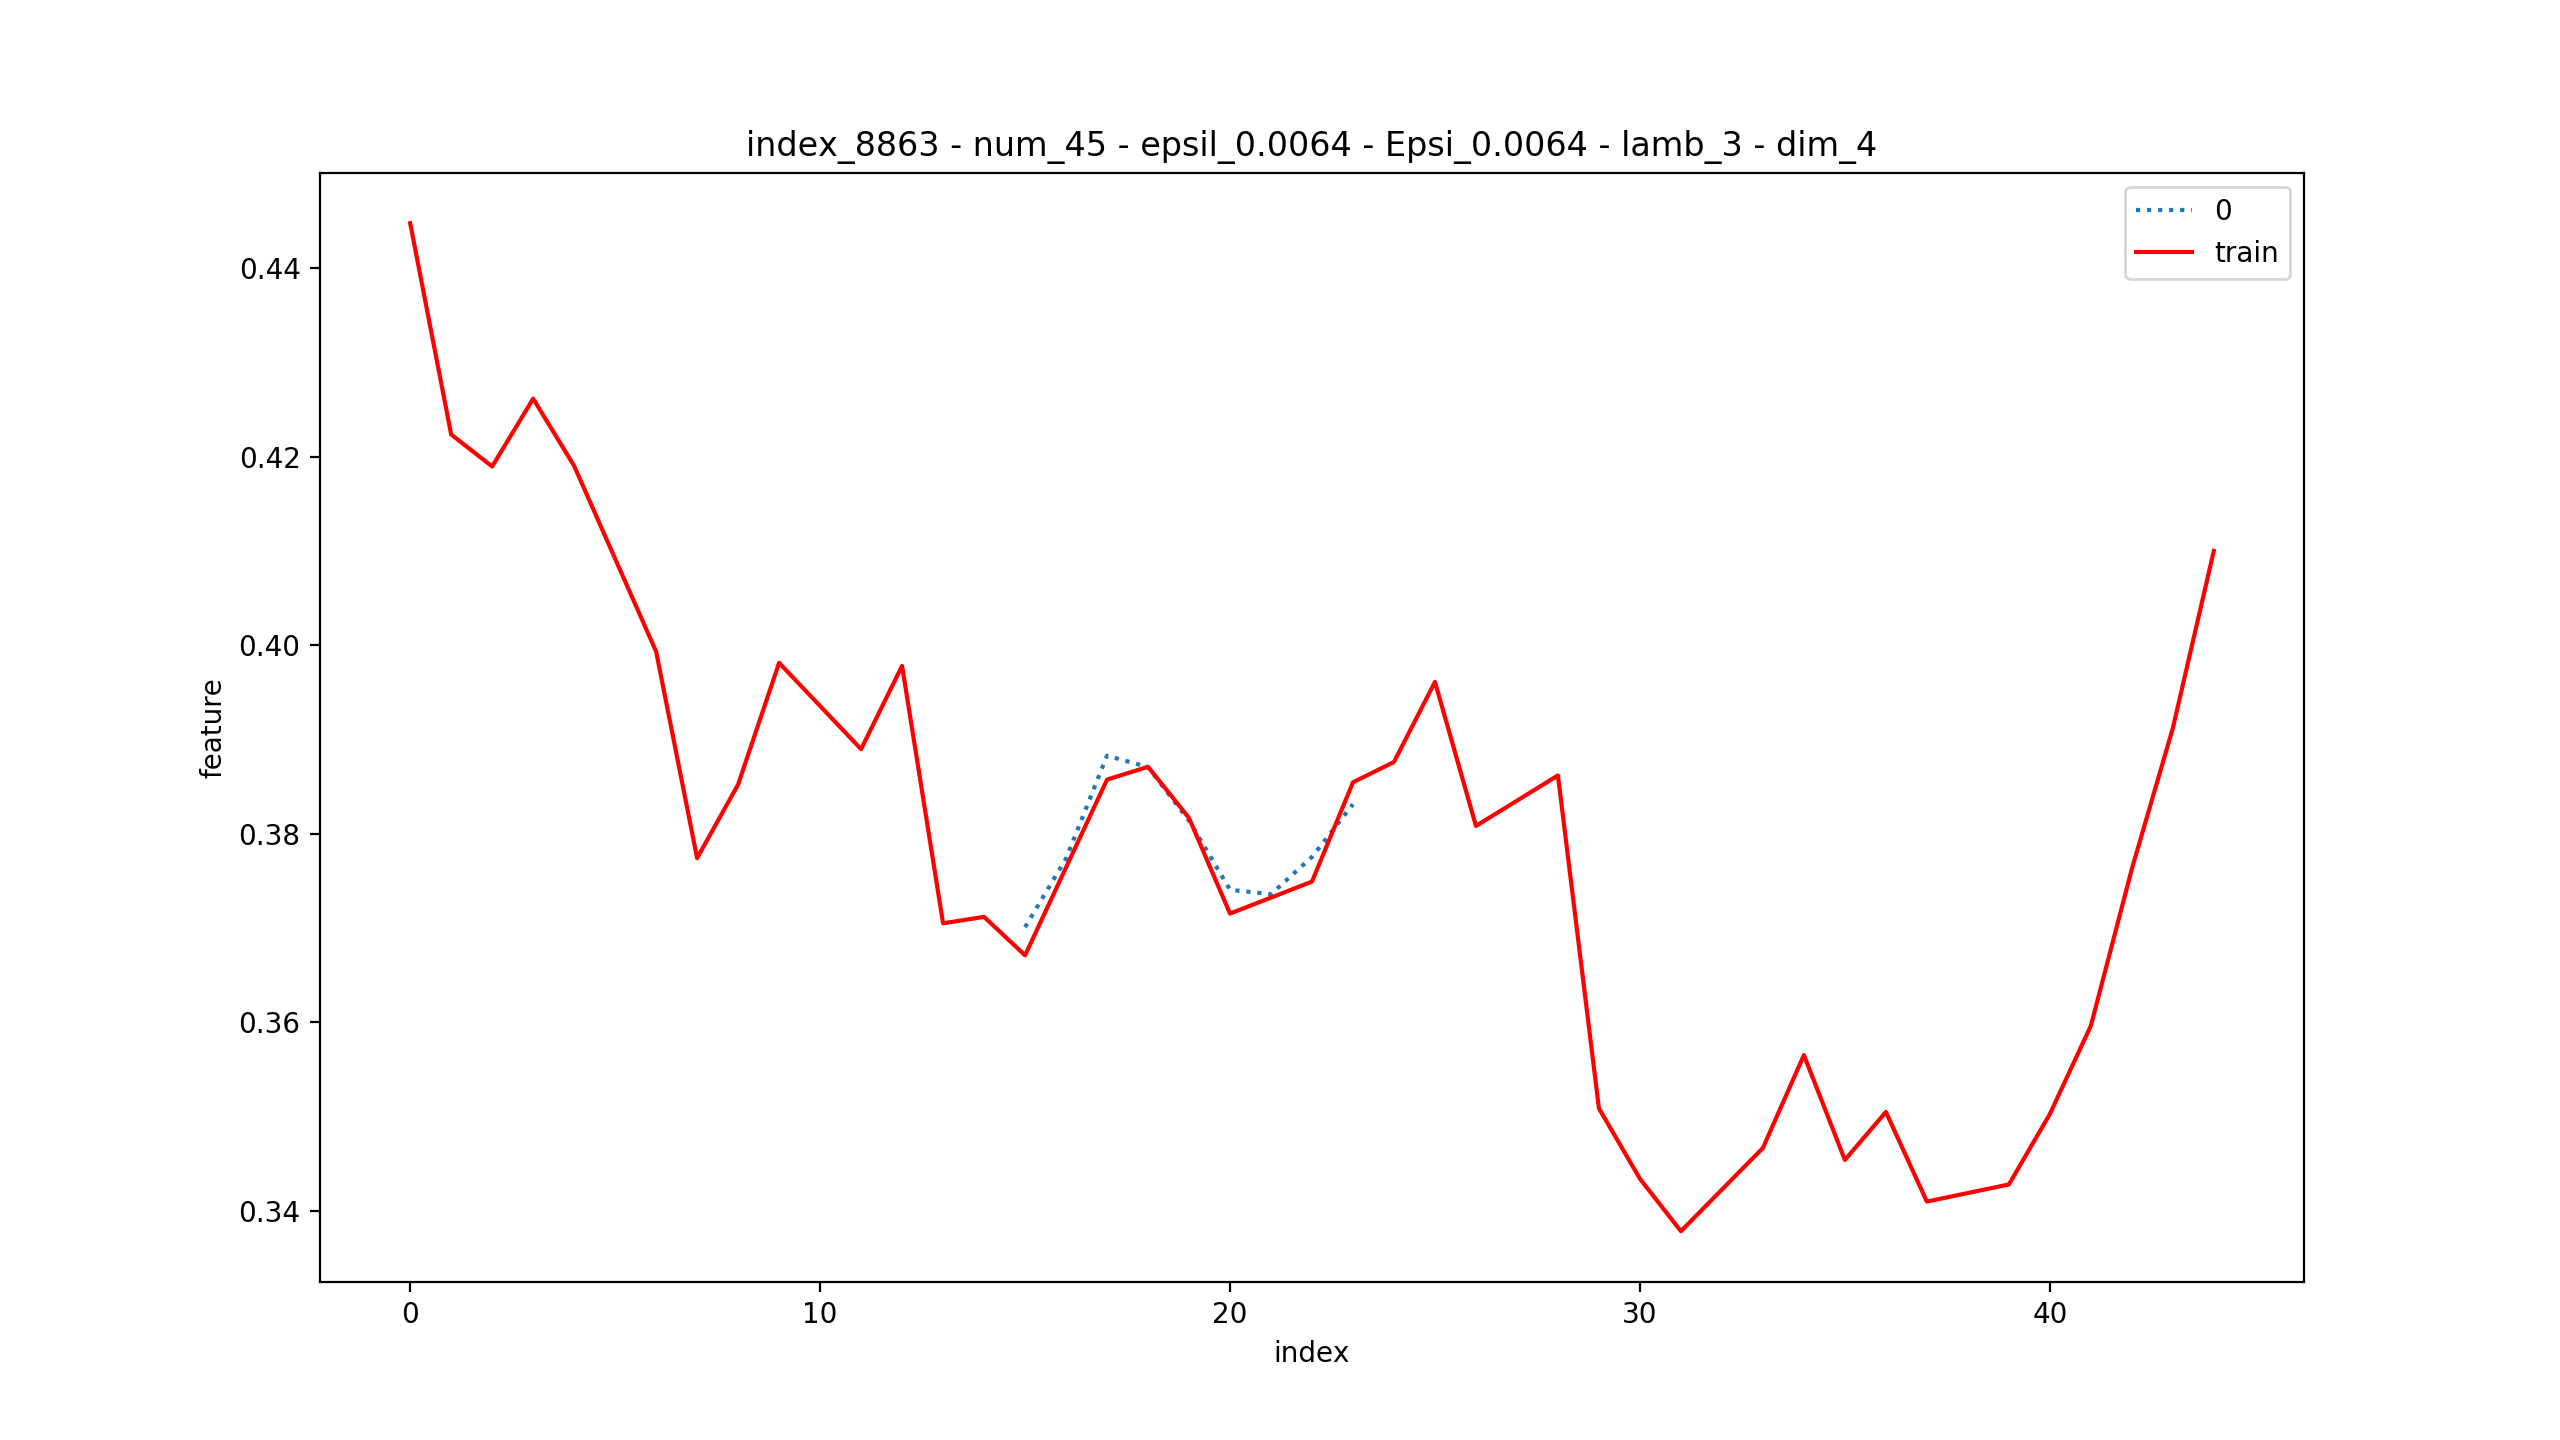 index_8863 - num_45 - epsil_0.0064 - Epsi_0.0064 - lamb_3 - dim_4
0
train
feature
0.44
0.42
0.40
0.38
0.36
0.34
0 10 20 30 40
index